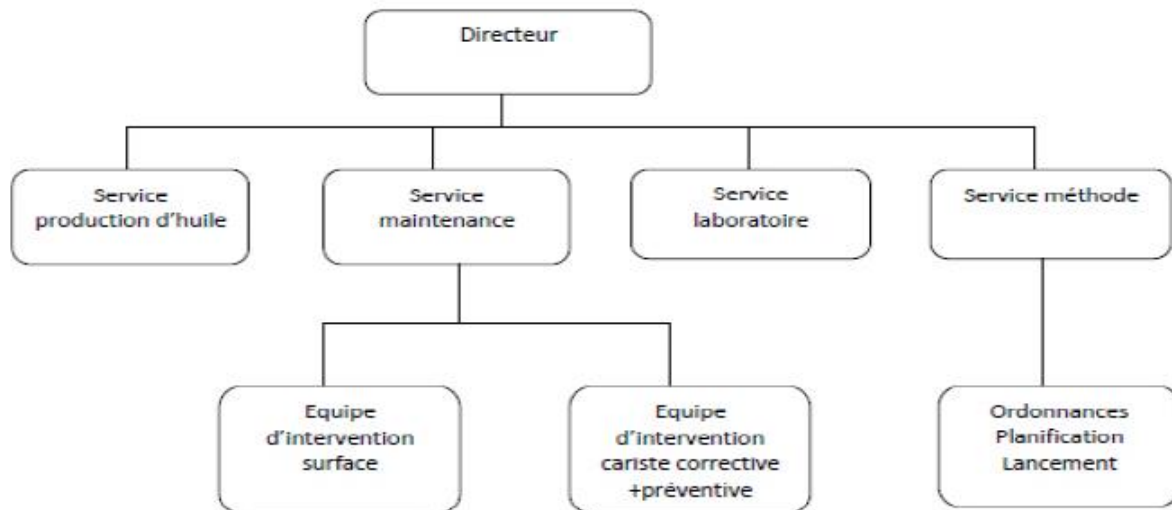 Directeur
Service
production d'huile
Service
maintenance
Service
laboratoire
Service méthode
Equipe
d'intervention
surface
Equipe
d'intervention
cariste corrective
+préventive
Ordonnances
Planification
Lancement